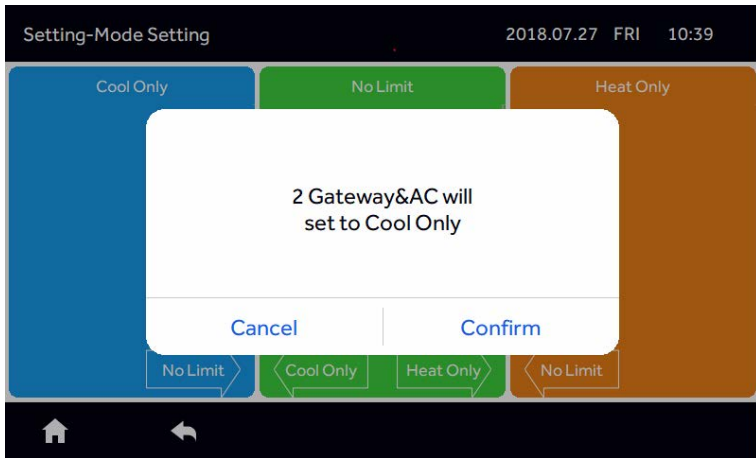 Setting-Mode Setting
2018.07.27 FRI 10:39
Cool Only
No Limit
Heat Only
2 Gateway&AC will
set to Cool Only
Cancel
Confirm
No Limit
Cool Only
Heat Only
No Limit